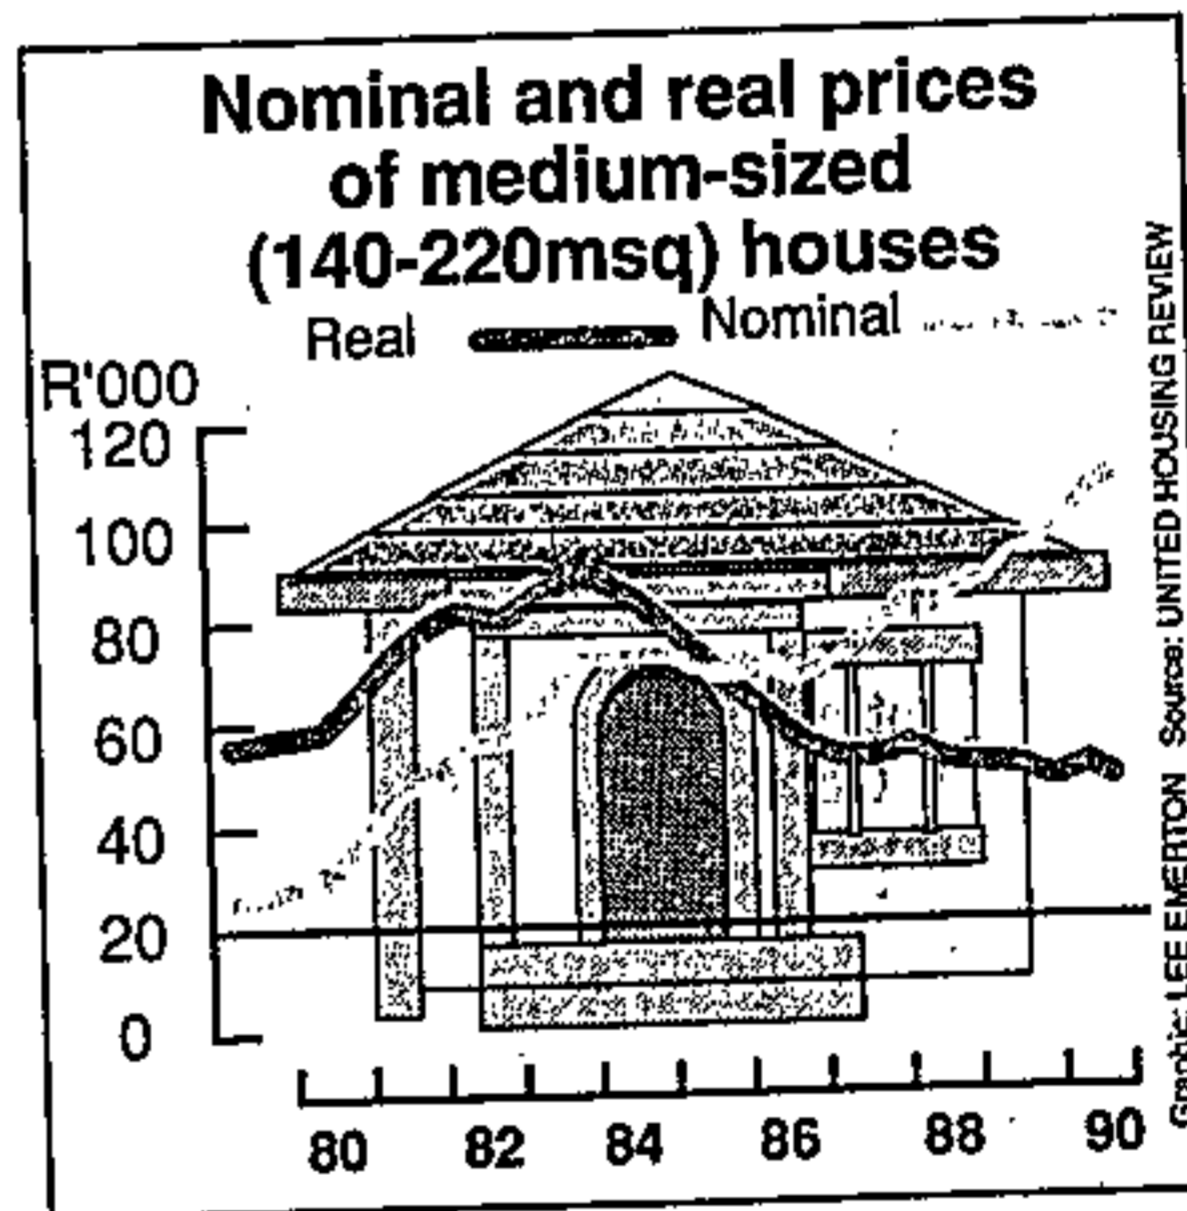 Nominal and real prices
of medium-sized
(140-220msq) houses
Real Nominal
R'000
120
100
80
60
40
20
0
80 82 84 86 88 90
Graphic: LEE EMERTON Source: UNITED HOUSING REVIEW